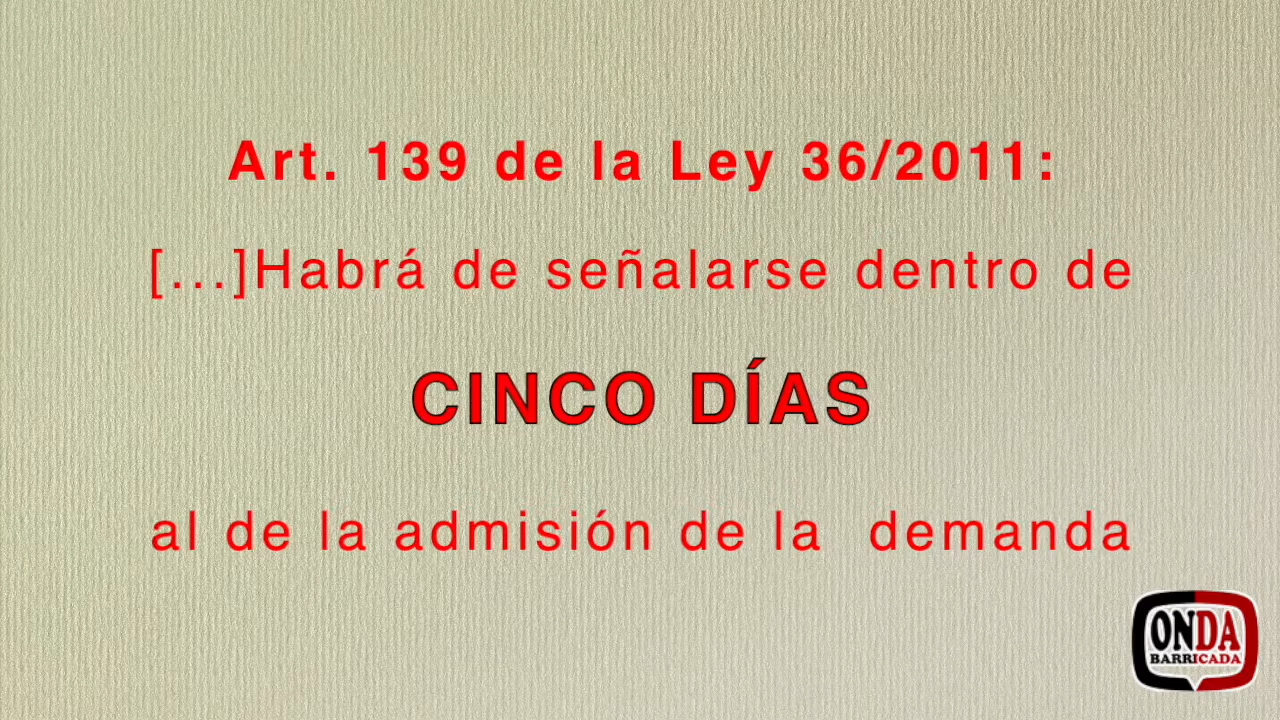 Art. 139 de la Ley 36/2011:
[...]Habrá de señalarse dentro de
CINCO DÍAS
al de la admisión de la  demanda
ONDA
BARRICADA